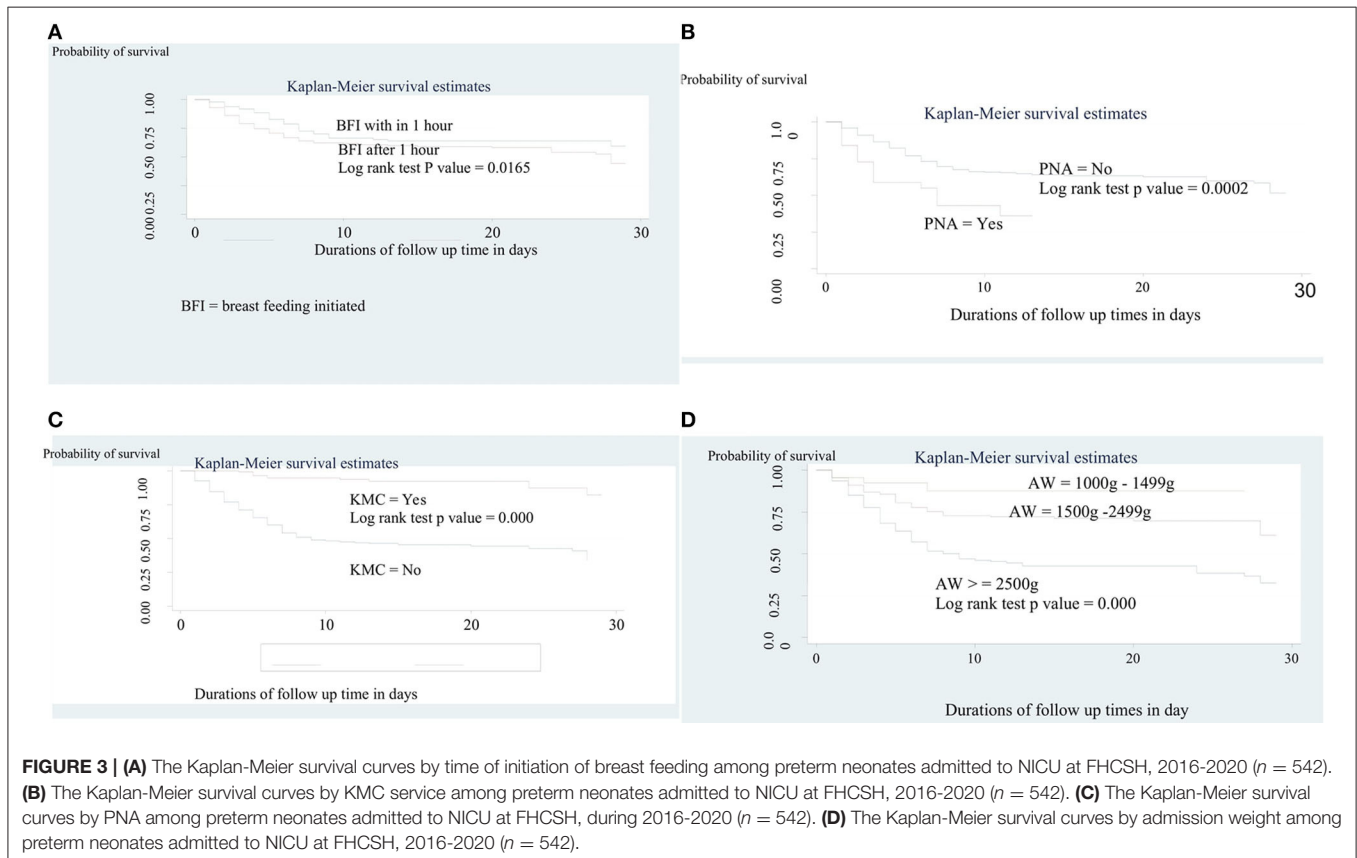 A
Probability of survival
Kaplan-Meier survival estimates
1.00
0.75
0.50
0.25
0.00
BFI with in 1 hour
BFI after 1 hour
Log rank test P value = 0.0165
0 10 20 30
Durations of follow up time in days
BFI = breast feeding initiated
B
Probability of survival
Kaplan-Meier survival estimates
1.0
0
0.75
0.50
0.25
0.00
PNA = No
Log rank test p value = 0.0002
PNA = Yes
0 10 20 30
Durations of follow up times in days
C
Probability of survival
Kaplan-Meier survival estimates
1.00
0.75
0.50
0.25
0.00
KMC = Yes
Log rank test p value = 0.000
KMC = No
0 10 20 30
Durations of follow up time in days
D
Probability of survival
Kaplan-Meier survival estimates
1.00
0.75
0.50
0.25
0.0
0
AW = 1000g - 1499g
AW = 1500g -2499g
AW > = 2500g
Log rank test p value = 0.000
0 10 20 30
Durations of follow up times in day
FIGURE 3 | (A) The Kaplan-Meier survival curves by time of initiation of breast feeding among preterm neonates admitted to NICU at FHCSH, 2016-2020 (n = 542).
(B) The Kaplan-Meier survival curves by KMC service among preterm neonates admitted to NICU at FHCSH, 2016-2020 (n = 542). (C) The Kaplan-Meier survival
curves by PNA among preterm neonates admitted to NICU at FHCSH, during 2016-2020 (n = 542). (D) The Kaplan-Meier survival curves by admission weight among
preterm neonates admitted to NICU at FHCSH, 2016-2020 (n = 542).